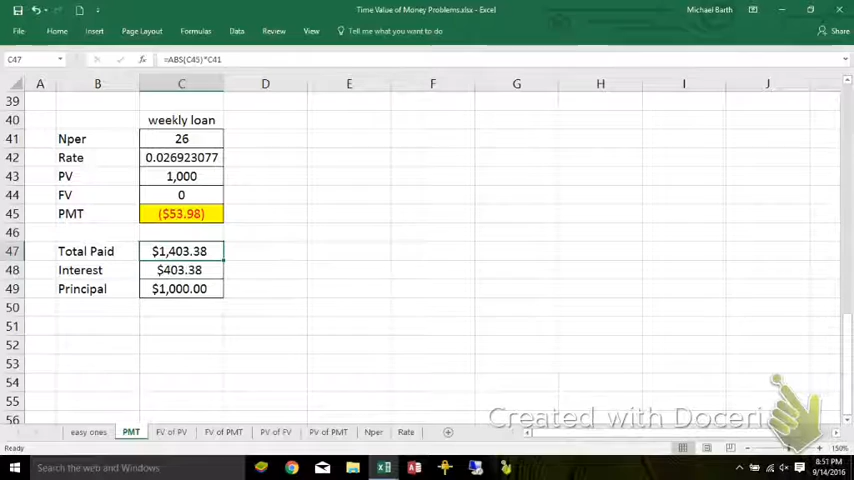 Time Value of Money Problems.xlsx - Excel
Michael Barth
File Home Insert Page Layout Formulas Data Review View Tell me what you want to do Share
C47 fx =ABS(C45)*C41
A B C D E F G H I J
39
40 weekly loan
41 Nper 26
42 Rate 0.026923077
43 PV 1,000
44 FV 0
45 PMT ($53.98)
46
47 Total Paid $1,403.38
48 Interest $403.38
49 Principal $1,000.00
50
51
52
53
54
55
56
Created with Doceri
easy ones PMT FV of PV FV of PMT PV of FV PV of PMT Nper Rate
Ready 150%
Search the web and Windows
8:51 PM
9/14/2016